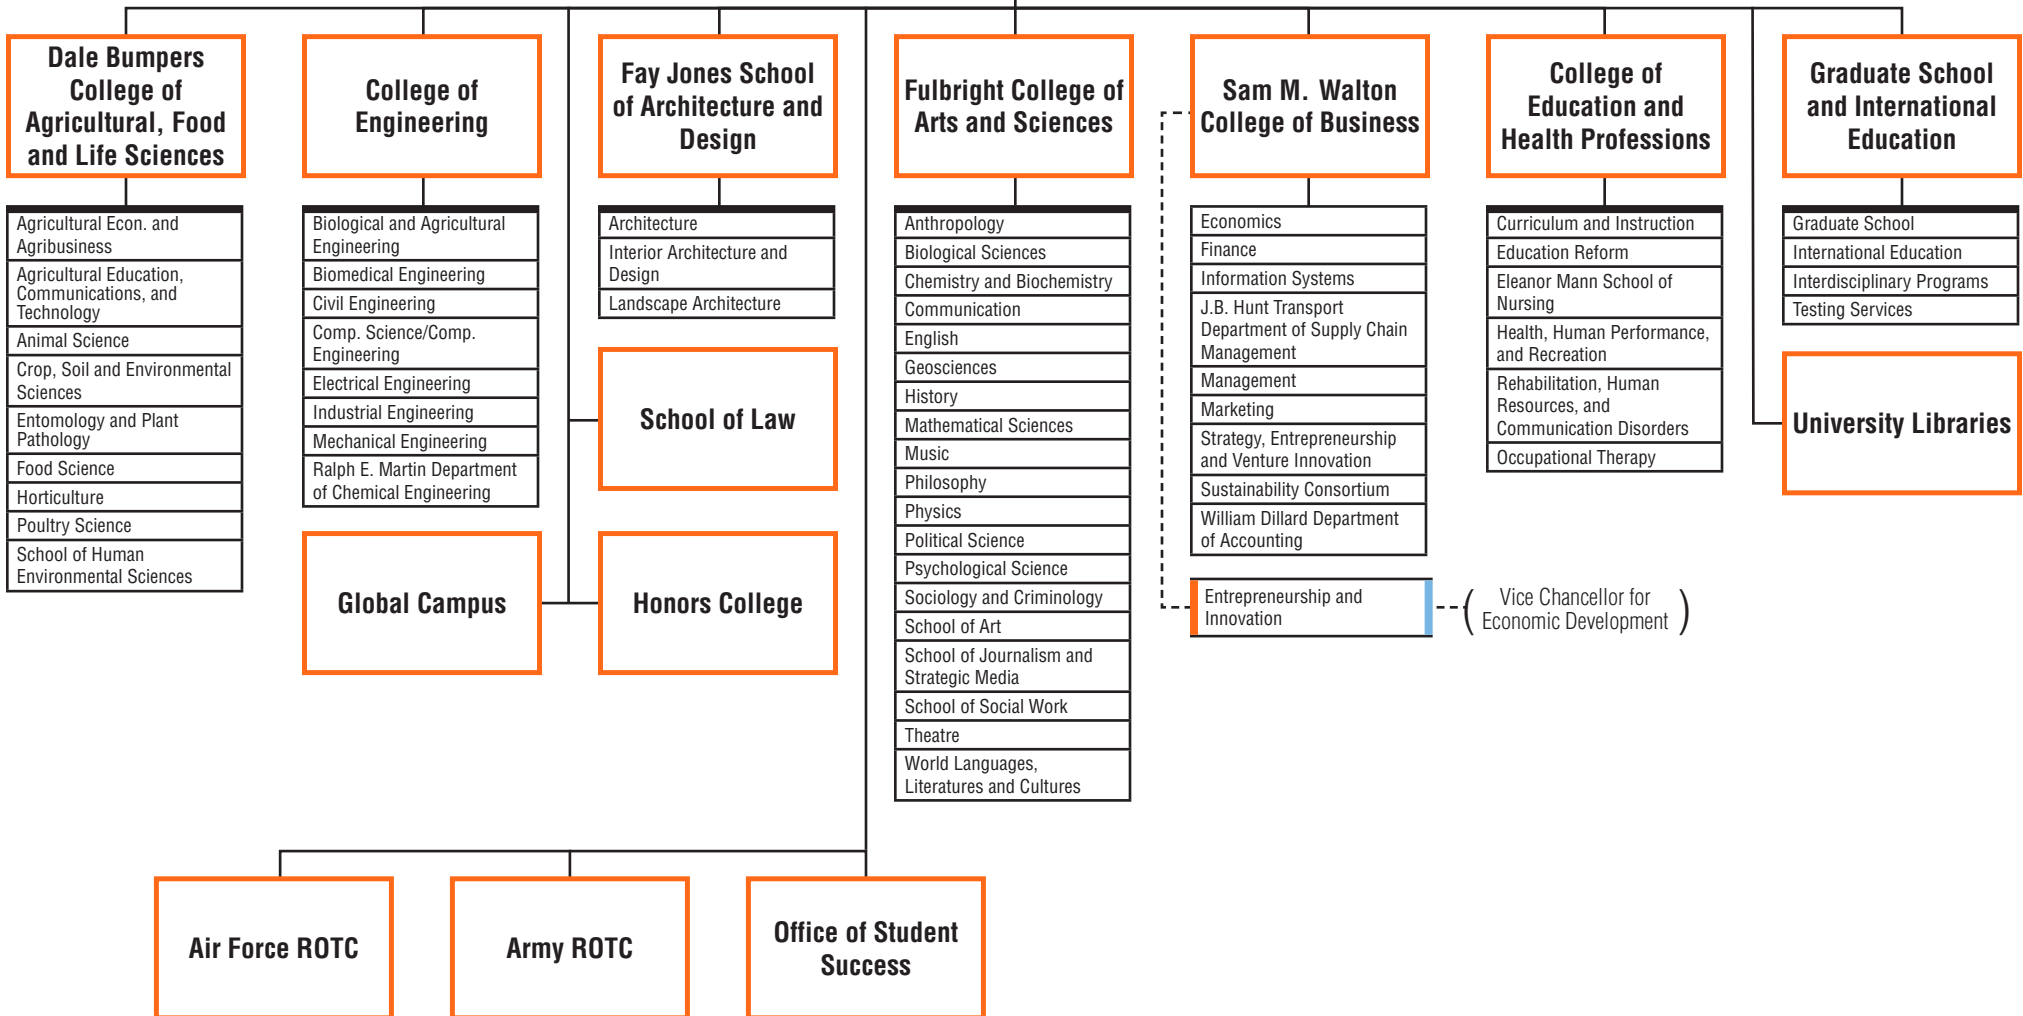 Dale Bumpers
College of
Agricultural, Food
and Life Sciences
Agricultural Econ. and
Agribusiness
Agricultural Education,
Communications, and
Technology
Animal Science
Crop, Soil and Environmental
Sciences
Entomology and Plant
Pathology
Food Science
Horticulture
Poultry Science
School of Human
Environmental Sciences
College of
Engineering
Biological and Agricultural
Engineering
Biomedical Engineering
Civil Engineering
Comp. Science/Comp.
Engineering
Electrical Engineering
Industrial Engineering
Mechanical Engineering
Ralph E. Martin Department
of Chemical Engineering
Global Campus
Fay Jones School
of Architecture and
Design
Architecture
Interior Architecture and
Design
Landscape Architecture
School of Law
Honors College
Fulbright College of
Arts and Sciences
Anthropology
Biological Sciences
Chemistry and Biochemistry
Communication
English
Geosciences
History
Mathematical Sciences
Music
Philosophy
Physics
Political Science
Psychological Science
Sociology and Criminology
School of Art
School of Journalism and
Strategic Media
School of Social Work
Theatre
World Languages,
Literatures and Cultures
Sam M. Walton
College of Business
Economics
Finance
Information Systems
J.B. Hunt Transport
Department of Supply Chain
Management
Management
Marketing
Strategy, Entrepreneurship
and Venture Innovation
Sustainability Consortium
William Dillard Department
of Accounting
Entrepreneurship and
Innovation
( Vice Chancellor for
Economic Development )
College of
Education and
Health Professions
Curriculum and Instruction
Education Reform
Eleanor Mann School of
Nursing
Health, Human Performance,
and Recreation
Rehabilitation, Human
Resources, and
Communication Disorders
Occupational Therapy
Graduate School
and International
Education
Graduate School
International Education
Interdisciplinary Programs
Testing Services
University Libraries
Air Force ROTC
Army ROTC
Office of Student
Success